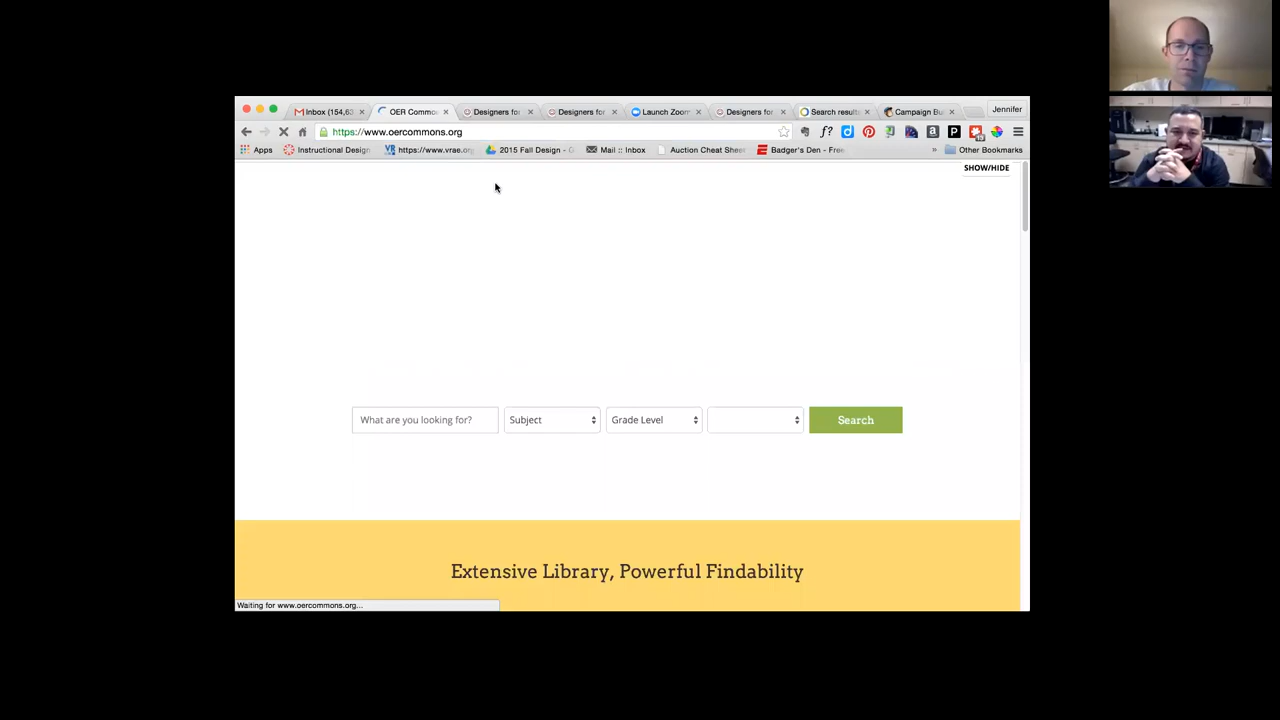 Inbox (154,63
OER Commo
Designers for
Designers for
Launch Zoom
Designers for
Search result
Campaign Bu
Jennifer
https://www.oercommons.org
f?
Apps
Instructional Design
https://www.vrae.org
2015 Fall Design - G
Mail :: Inbox
Auction Cheat Sheet
Badger's Den - Free
»
Other Bookmarks
SHOW/HIDE
What are you looking for?
Subject
Grade Level
Search
Extensive Library, Powerful Findability
Waiting for www.oercommons.org...